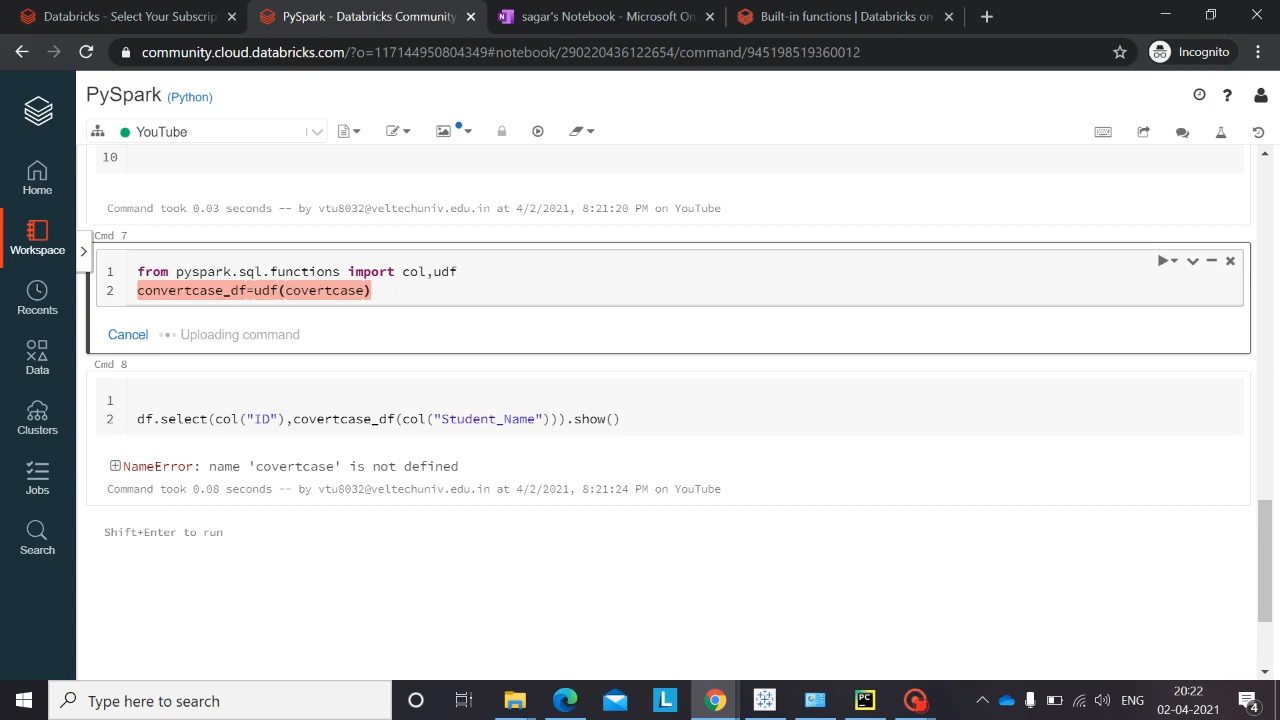 Databricks - Select Your Subscrip
PySpark - Databricks Community
sagar's Notebook - Microsoft On
Built-in functions | Databricks on
community.cloud.databricks.com/?o=117144950804349#notebook/290220436122654/command/945198519360012
Incognito
PySpark (Python)
YouTube
10
Command took 0.03 seconds -- by vtu8032@veltechuniv.edu.in at 4/2/2021, 8:21:20 PM on YouTube
Cmd 7
1 from pyspark.sql.functions import col,udf
2 convertcase_df=udf(covertcase)
Cancel Uploading command
Cmd 8
1
2 df.select(col("ID"),covertcase_df(col("Student_Name"))).show()
NameError: name 'covertcase' is not defined
Command took 0.08 seconds -- by vtu8032@veltechuniv.edu.in at 4/2/2021, 8:21:24 PM on YouTube
Shift+Enter to run
Home
Workspace
Recents
Data
Clusters
Jobs
Search
Type here to search
L
PC
ENG
20:22
02-04-2021
4